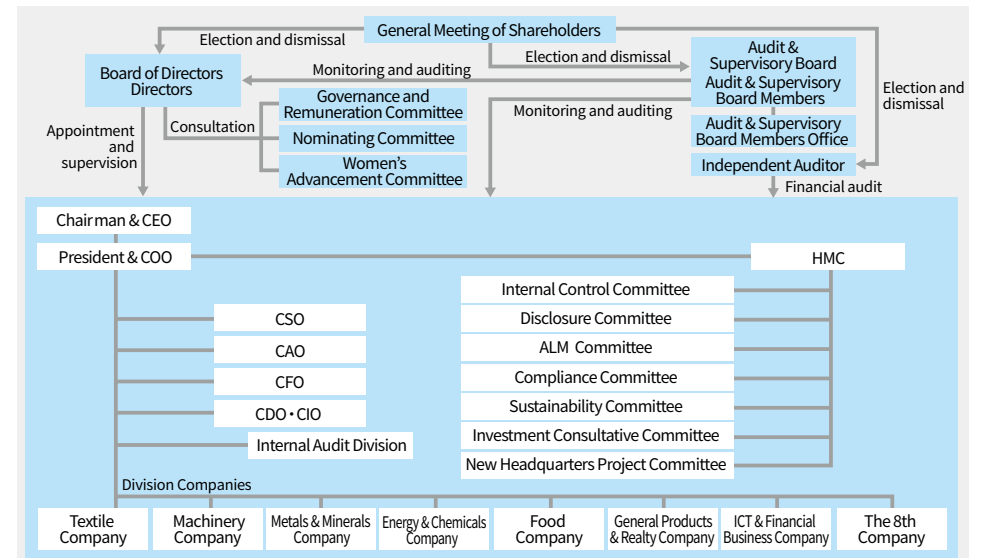 General Meeting of Shareholders
Election and dismissal
Election and dismissal
Election and
dismissal
Board of Directors
Directors
Monitoring and auditing
Audit &
Supervisory Board
Audit & Supervisory
Board Members
Appointment
and
supervision
Consultation
Governance and
Remuneration Committee
Nominating Committee
Women's
Advancement Committee
Monitoring and auditing
Audit & Supervisory
Board Members Office
Independent Auditor
Financial audit
Chairman & CEO
President & COO
HMC
CSO
CAO
CFO
CDO・CIO
Internal Audit Division
Internal Control Committee
Disclosure Committee
ALM Committee
Compliance Committee
Sustainability Committee
Investment Consultative Committee
New Headquarters Project Committee
Division Companies
Textile
Company
Machinery
Company
Metals & Minerals
Company
Energy & Chemicals
Company
Food
Company
General Products
& Realty Company
ICT & Financial
Business Company
The 8th
Company